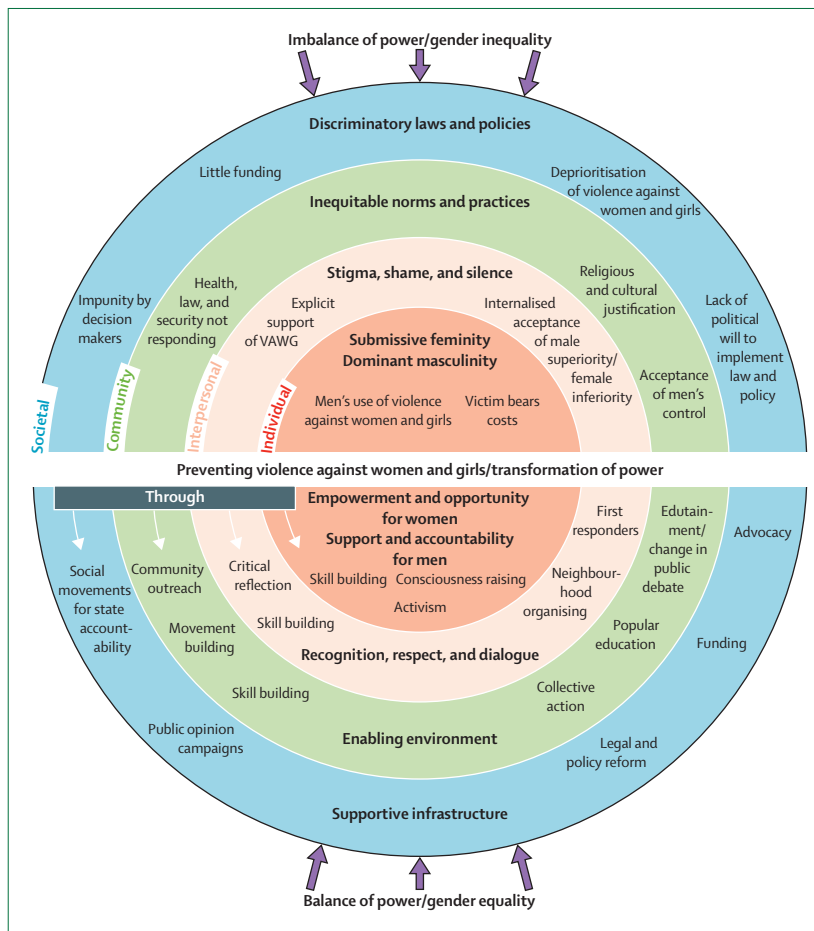 Imbalance of power/gender inequality
Discriminatory laws and policies
Little funding
Deprioritisation
of violence against
women and girls
Inequitable norms and practices
Impunity by
decision
makers
Health,
law, and
security not
responding
Stigma, shame, and silence
Explicit
support
of VAWG
Internalised
acceptance
of male
superiority/
female
inferiority
Religious
and cultural
justification
Lack of
political
will to
implement
law and
policy
Acceptance
of men's
control
Submissive feminity
Dominant masculinity
Men's use of violence
against women and girls
Victim bears
costs
Societal
Community
Interpersonal
Individual
Preventing violence against women and girls/transformation of power
Through
Empowerment and opportunity
for women
Support and accountability
for men
Skill building
Consciousness raising
Activism
Social
movements
for state
account-
ability
Community
outreach
Critical
reflection
First
responders
Edutain-
ment/
change in
public
debate
Advocacy
Neighbour-
hood
organising
Movement
building
Skill building
Popular
education
Funding
Recognition, respect, and dialogue
Skill building
Collective
action
Public opinion
campaigns
Enabling environment
Legal and
policy reform
Supportive infrastructure
Balance of power/gender equality